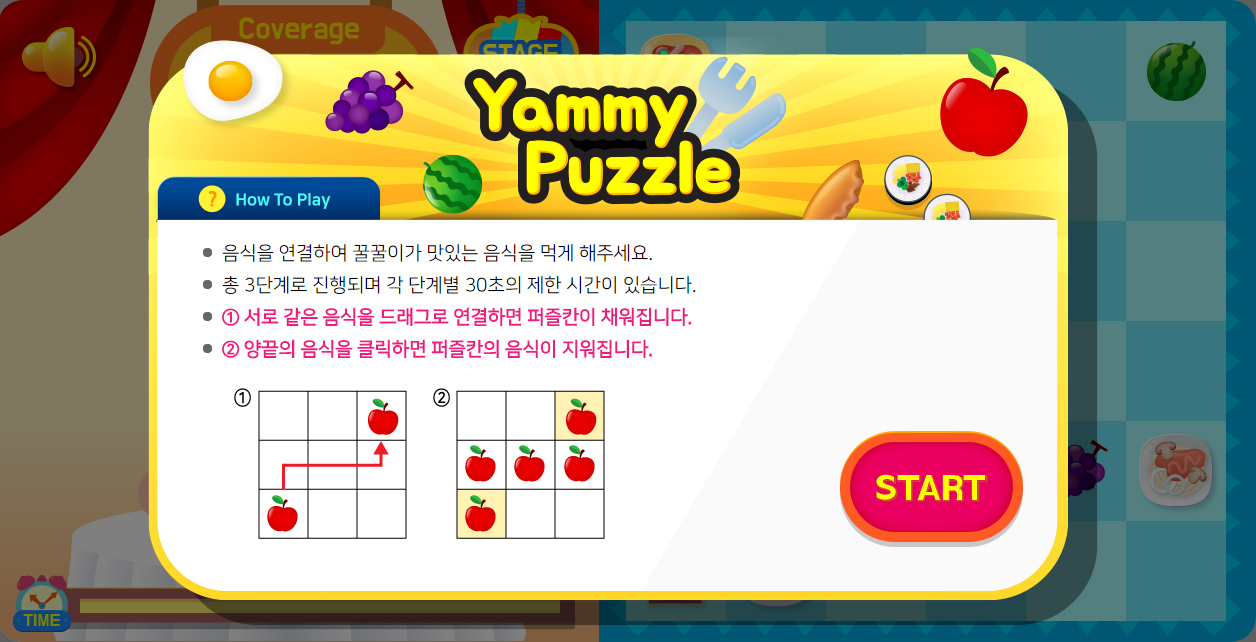 Coverage
STAGE
Yammy
Puzzle
? How To Play
음식을 연결하여 꿀꿀이가 맛있는 음식을 먹게 해주세요.
총 3단계로 진행되며 각 단계별 30초의 제한 시간이 있습니다.
① 서로 같은 음식을 드래그로 연결하면 퍼즐칸이 채워집니다.
② 양끝의 음식을 클릭하면 퍼즐칸의 음식이 지워집니다.
① ②
START
TIME